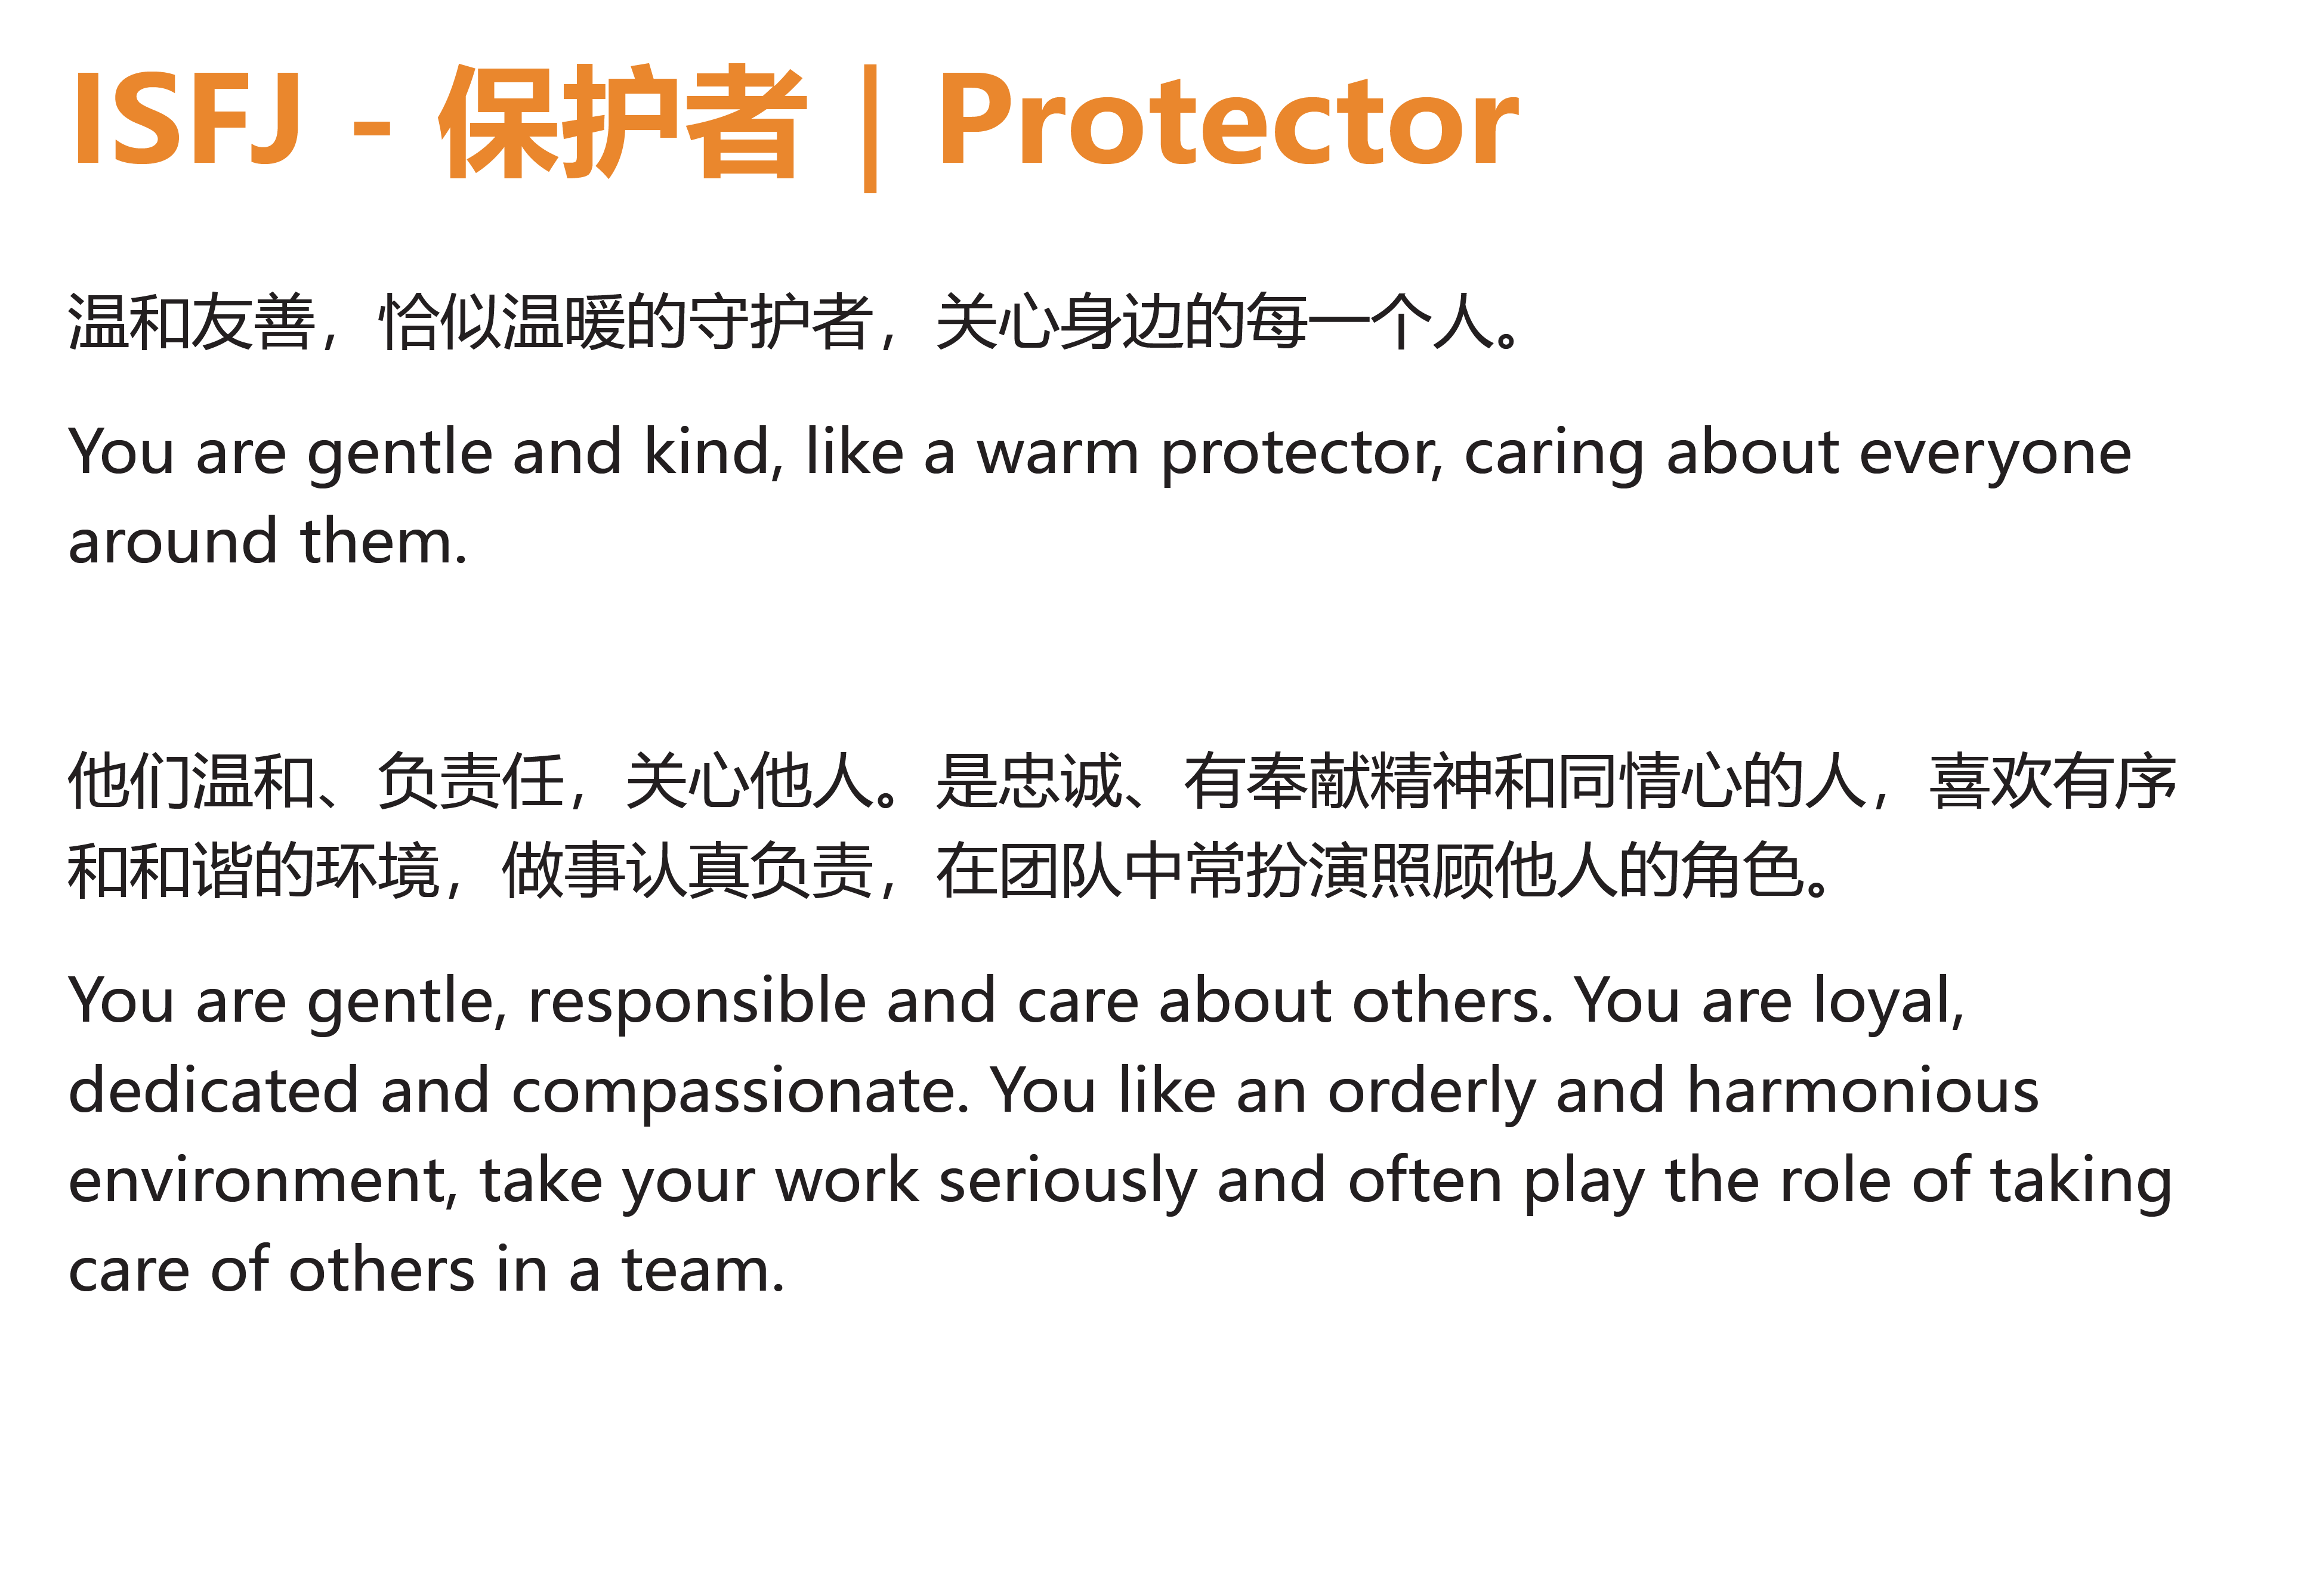 ISFJ - 保护者 | Protector
温和友善，恰似温暖的守护者，关心身边的每一个人。
You are gentle and kind, like a warm protector, caring about everyone
around them.
他们温和、负责任，关心他人。是忠诚、有奉献精神和同情心的人，喜欢有序
和和谐的环境，做事认真负责，在团队中常扮演照顾他人的角色。
You are gentle, responsible and care about others. You are loyal,
dedicated and compassionate. You like an orderly and harmonious
environment, take your work seriously and often play the role of taking
care of others in a team.